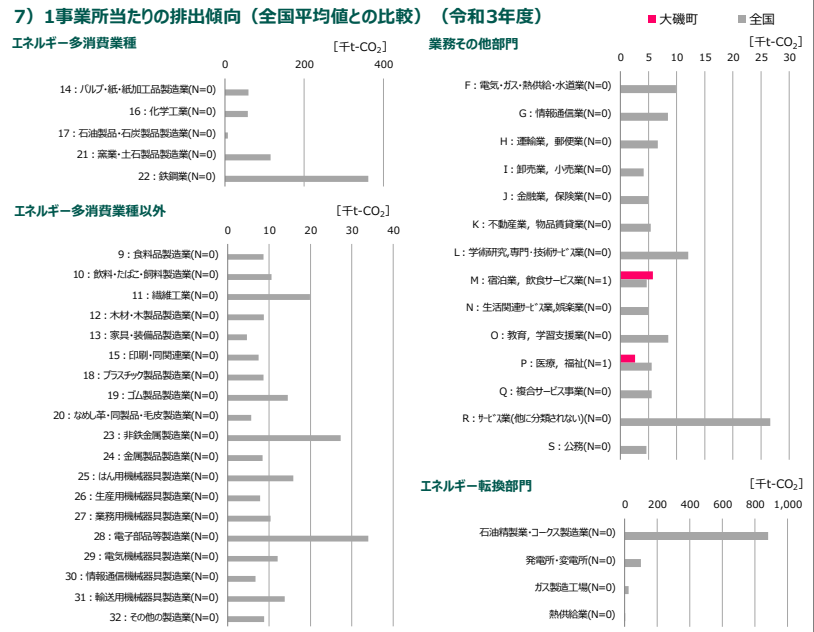 7）1事業所当たりの排出傾向（全国平均値との比較）（令和3年度）
■大磯町 ■全国
エネルギー多消費業種
[千t-CO₂]
0 200 400
14：パルプ・紙・紙加工品製造業(N=0)
16：化学工業(N=0)
17：石油製品・石炭製品製造業(N=0)
21：窯業・土石製品製造業(N=0)
22：鉄鋼業(N=0)
エネルギー多消費業種以外
[千t-CO₂]
0 10 20 30 40
9：食料品製造業(N=0)
10：飲料・たばこ・飼料製造業(N=0)
11：繊維工業(N=0)
12：木材・木製品製造業(N=0)
13：家具・装備品製造業(N=0)
15：印刷・同関連業(N=0)
18：プラスチック製品製造業(N=0)
19：ゴム製品製造業(N=0)
20：なめし革・同製品・毛皮製造業(N=0)
23：非鉄金属製造業(N=0)
24：金属製品製造業(N=0)
25：はん用機械器具製造業(N=0)
26：生産用機械器具製造業(N=0)
27：業務用機械器具製造業(N=0)
28：電子部品等製造業(N=0)
29：電気機械器具製造業(N=0)
30：情報通信機械器具製造業(N=0)
31：輸送用機械器具製造業(N=0)
32：その他の製造業(N=0)
業務その他部門
[千t-CO₂]
0 5 10 15 20 25 30
F：電気・ガス・熱供給・水道業(N=0)
G：情報通信業(N=0)
H：運輸業，郵便業(N=0)
I：卸売業，小売業(N=0)
J：金融業，保険業(N=0)
K：不動産業，物品賃貸業(N=0)
L：学術研究,専門・技術ｻｰﾋﾞｽ業(N=0)
M：宿泊業，飲食サービス業(N=1)
N：生活関連ｻｰﾋﾞｽ業,娯楽業(N=0)
O：教育，学習支援業(N=0)
P：医療，福祉(N=1)
Q：複合サービス事業(N=0)
R：ｻｰﾋﾞｽ業(他に分類されない)(N=0)
S：公務(N=0)
エネルギー転換部門
[千t-CO₂]
0 200 400 600 800 1,000
石油精製業・コークス製造業(N=0)
発電所・変電所(N=0)
ガス製造工場(N=0)
熱供給業(N=0)